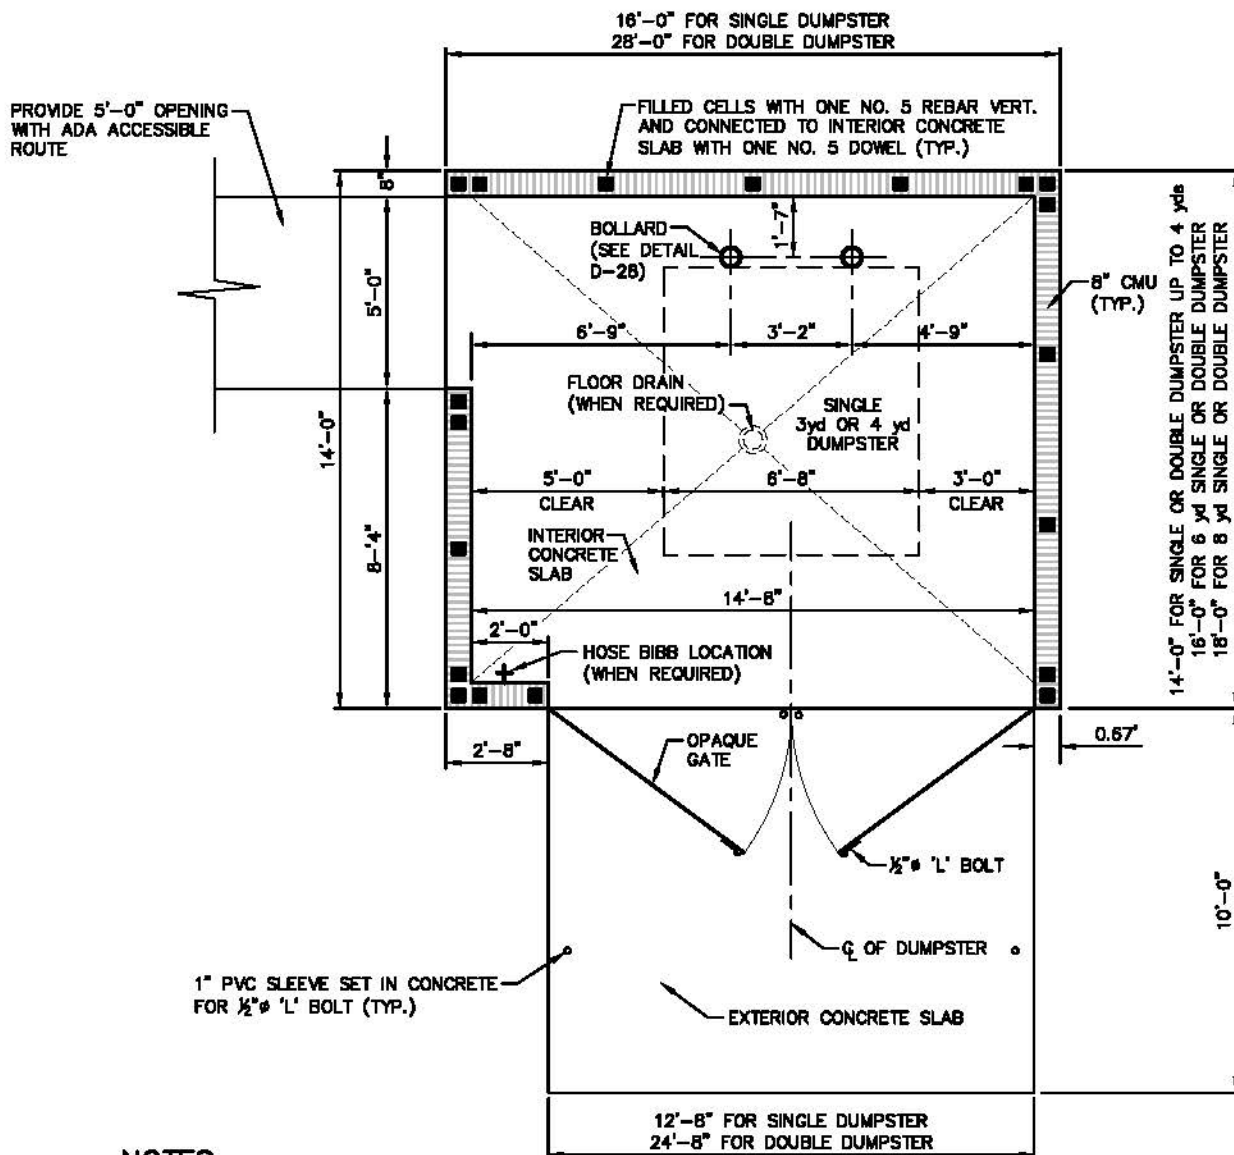 16'-0" FOR SINGLE DUMPSTER
28'-0" FOR DOUBLE DUMPSTER
PROVIDE 5'-0" OPENING
WITH ADA ACCESSIBLE
ROUTE
FILLED CELLS WITH ONE NO. 5 REBAR VERT.
AND CONNECTED TO INTERIOR CONCRETE
SLAB WITH ONE NO. 5 DOWEL (TYP.)
8"
BOLLARD
(SEE DETAIL
D-28)
1'-7"
8" CMU
(TYP.)
5'-0"
6'-9"
3'-2"
4'-9"
14'-0"
FLOOR DRAIN
(WHEN REQUIRED)
SINGLE
3yd OR 4 yd
DUMPSTER
5'-0"
CLEAR
6'-8"
3'-0"
CLEAR
8-'4"
INTERIOR
CONCRETE
SLAB
14'-8"
2'-0"
HOSE BIBB LOCATION
(WHEN REQUIRED)
14'-0" FOR SINGLE OR DOUBLE DUMPSTER UP TO 4 yds
16'-0" FOR 6 yd SINGLE OR DOUBLE DUMPSTER
18'-0" FOR 8 yd SINGLE OR DOUBLE DUMPSTER
2'-8"
OPAQUE
GATE
0.67'
½"ø 'L' BOLT
10'-0"
℄ OF DUMPSTER
1" PVC SLEEVE SET IN CONCRETE
FOR ½"ø 'L' BOLT (TYP.)
EXTERIOR CONCRETE SLAB
12'-8" FOR SINGLE DUMPSTER
24'-8" FOR DOUBLE DUMPSTER
NOTES